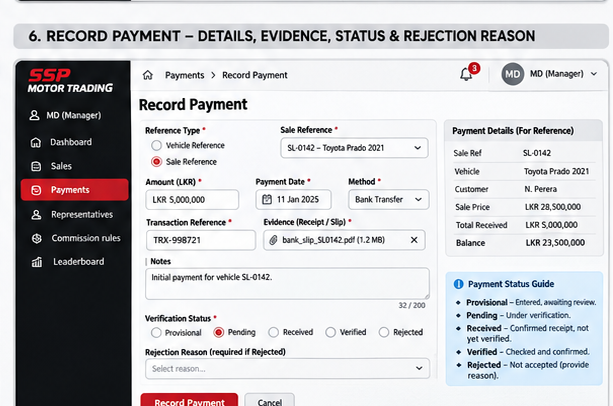 6. RECORD PAYMENT – DETAILS, EVIDENCE, STATUS & REJECTION REASON
SSP
MOTOR TRADING
MD (Manager)
Dashboard
Sales
Payments
Representatives
Commission rules
Leaderboard
Payments > Record Payment
3
MD MD (Manager)
Record Payment
Reference Type *
Vehicle Reference
Sale Reference
Sale Reference *
SL-0142 – Toyota Prado 2021
Amount (LKR) *
LKR 5,000,000
Payment Date *
11 Jan 2025
Method *
Bank Transfer
Transaction Reference *
TRX-998721
Evidence (Receipt / Slip) *
bank_slip_SL0142.pdf (1.2 MB)
Notes
Initial payment for vehicle SL-0142.
32 / 200
Verification Status *
Provisional Pending Received Verified Rejected
Rejection Reason (required if Rejected)
Select reason...
Record Payment Cancel
Payment Details (For Reference)
Sale Ref SL-0142
Vehicle Toyota Prado 2021
Customer N. Perera
Sale Price LKR 28,500,000
Total Received LKR 5,000,000
Balance LKR 23,500,000
Payment Status Guide
Provisional – Entered, awaiting review.
Pending – Under verification.
Received – Confirmed receipt, not
yet verified.
Verified – Checked and confirmed.
Rejected – Not accepted (provide
reason).